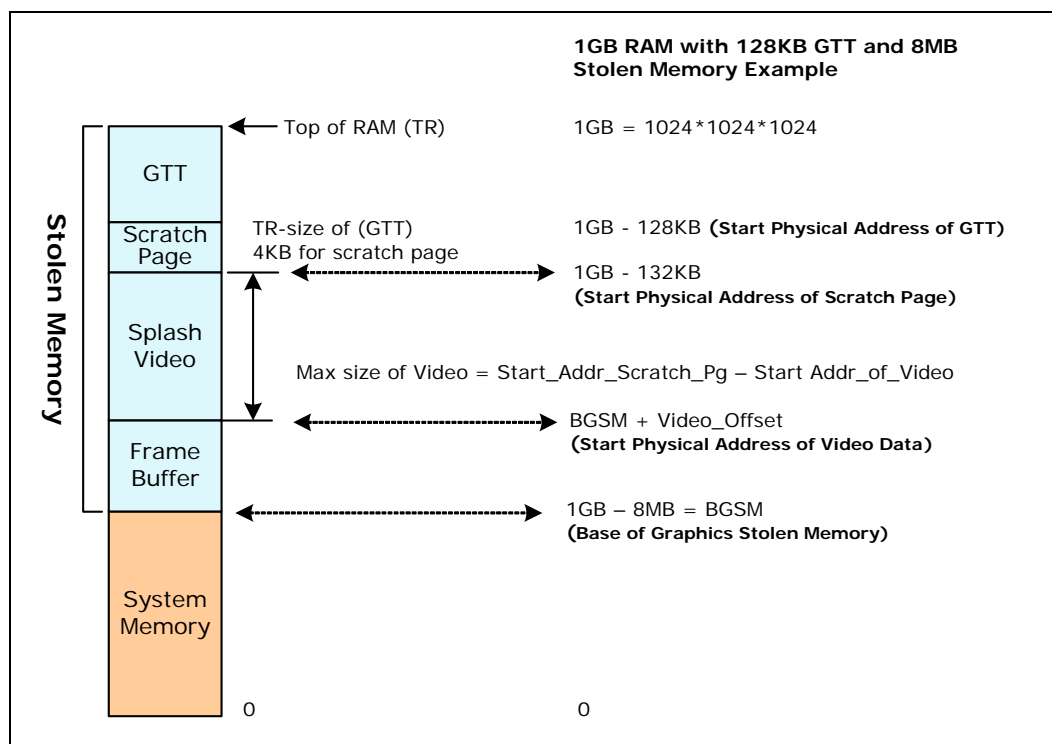 1GB RAM with 128KB GTT and 8MB
Stolen Memory Example
Top of RAM (TR)
1GB = 1024*1024*1024
GTT
Stolen Memory
Scratch
Page
TR-size of (GTT)
4KB for scratch page
1GB - 128KB (Start Physical Address of GTT)
1GB - 132KB
(Start Physical Address of Scratch Page)
Splash
Video
Max size of Video = Start_Addr_Scratch_Pg – Start Addr_of_Video
BGSM + Video_Offset
(Start Physical Address of Video Data)
Frame
Buffer
1GB – 8MB = BGSM
(Base of Graphics Stolen Memory)
System
Memory
0
0